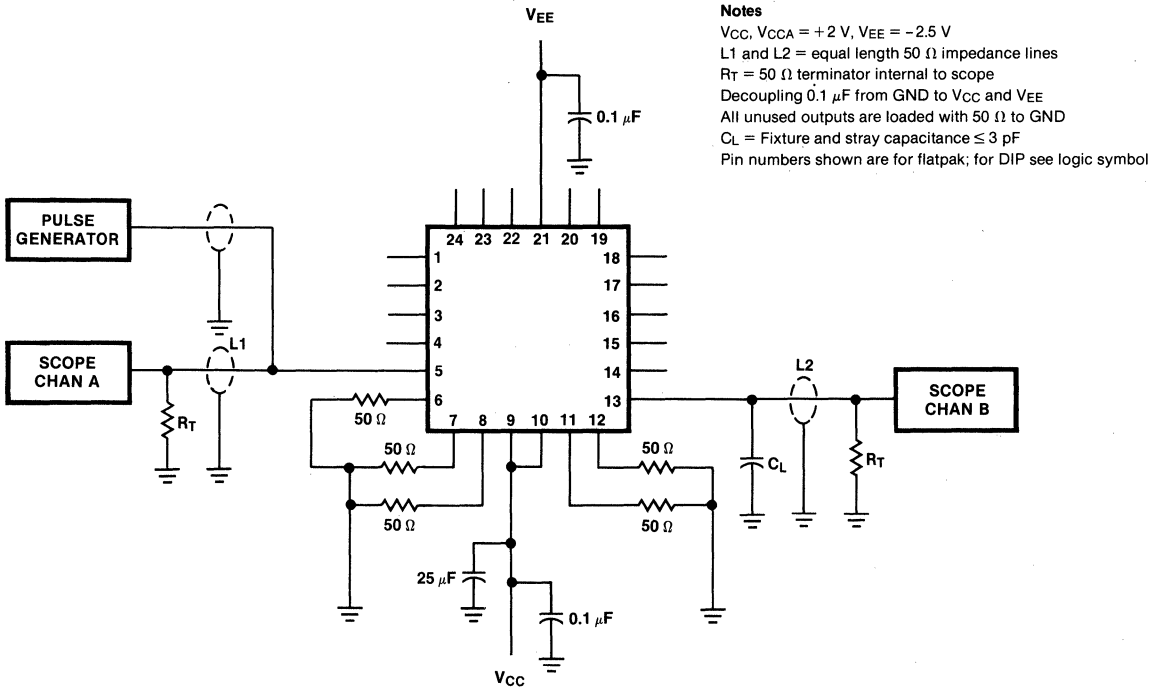 VEE
Notes
VCC, VCCA = +2 V, VEE = −2.5 V
L1 and L2 = equal length 50 Ω impedance lines
RT = 50 Ω terminator internal to scope
Decoupling 0.1 μF from GND to VCC and VEE
All unused outputs are loaded with 50 Ω to GND
CL = Fixture and stray capacitance ≤ 3 pF
Pin numbers shown are for flatpak; for DIP see logic symbol
0.1 μF
PULSE
GENERATOR
24 23 22 21 20 19
1
2
3
4
5
6
18
17
16
15
14
13
7 8 9 10 11 12
L1
SCOPE
CHAN A
RT
50 Ω
50 Ω
50 Ω
50 Ω
50 Ω
L2
SCOPE
CHAN B
CL
RT
25 μF
0.1 μF
VCC